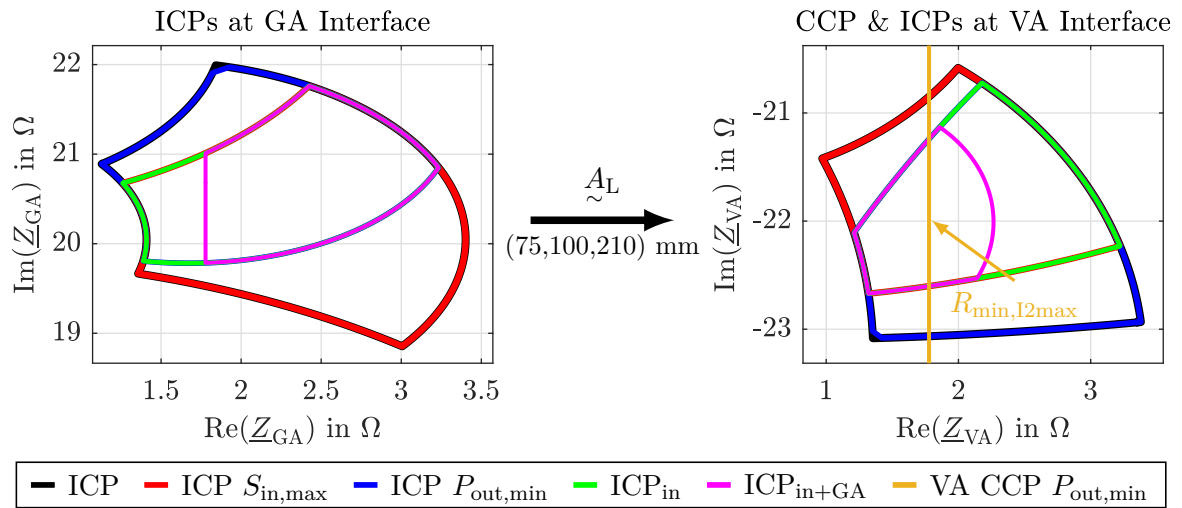 ICPs at GA Interface
CCP & ICPs at VA Interface
22
21
20
19
Im(Z_GA) in Ω
1.5 2 2.5 3 3.5
Re(Z_GA) in Ω
A_L
~
(75,100,210) mm
-21
-22
-23
Im(Z_VA) in Ω
R_min,I2max
1 2 3
Re(Z_VA) in Ω
ICP ICP S_in,max ICP P_out,min ICP_in ICP_in+GA VA CCP P_out,min